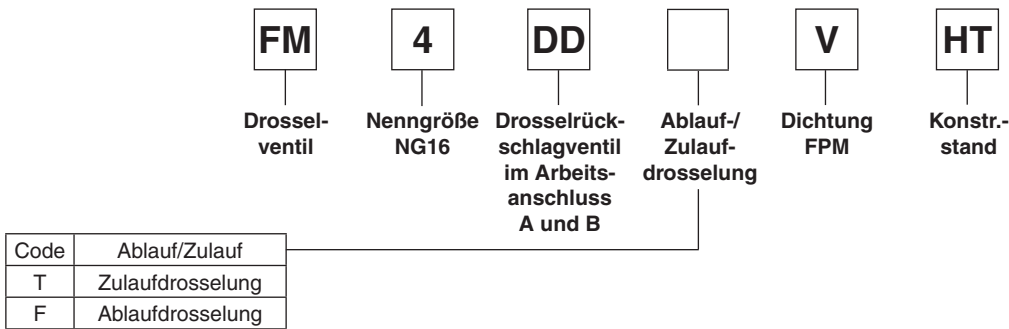 FM 4 DD V HT
Drossel- Nenngröße Drosselrück- Ablauf-/ Dichtung Konstr.-
ventil NG16 schlagventil Zulauf- FPM stand
im Arbeits- drosselung
anschluss
A und B
Code Ablauf/Zulauf
T Zulaufdrosselung
F Ablaufdrosselung